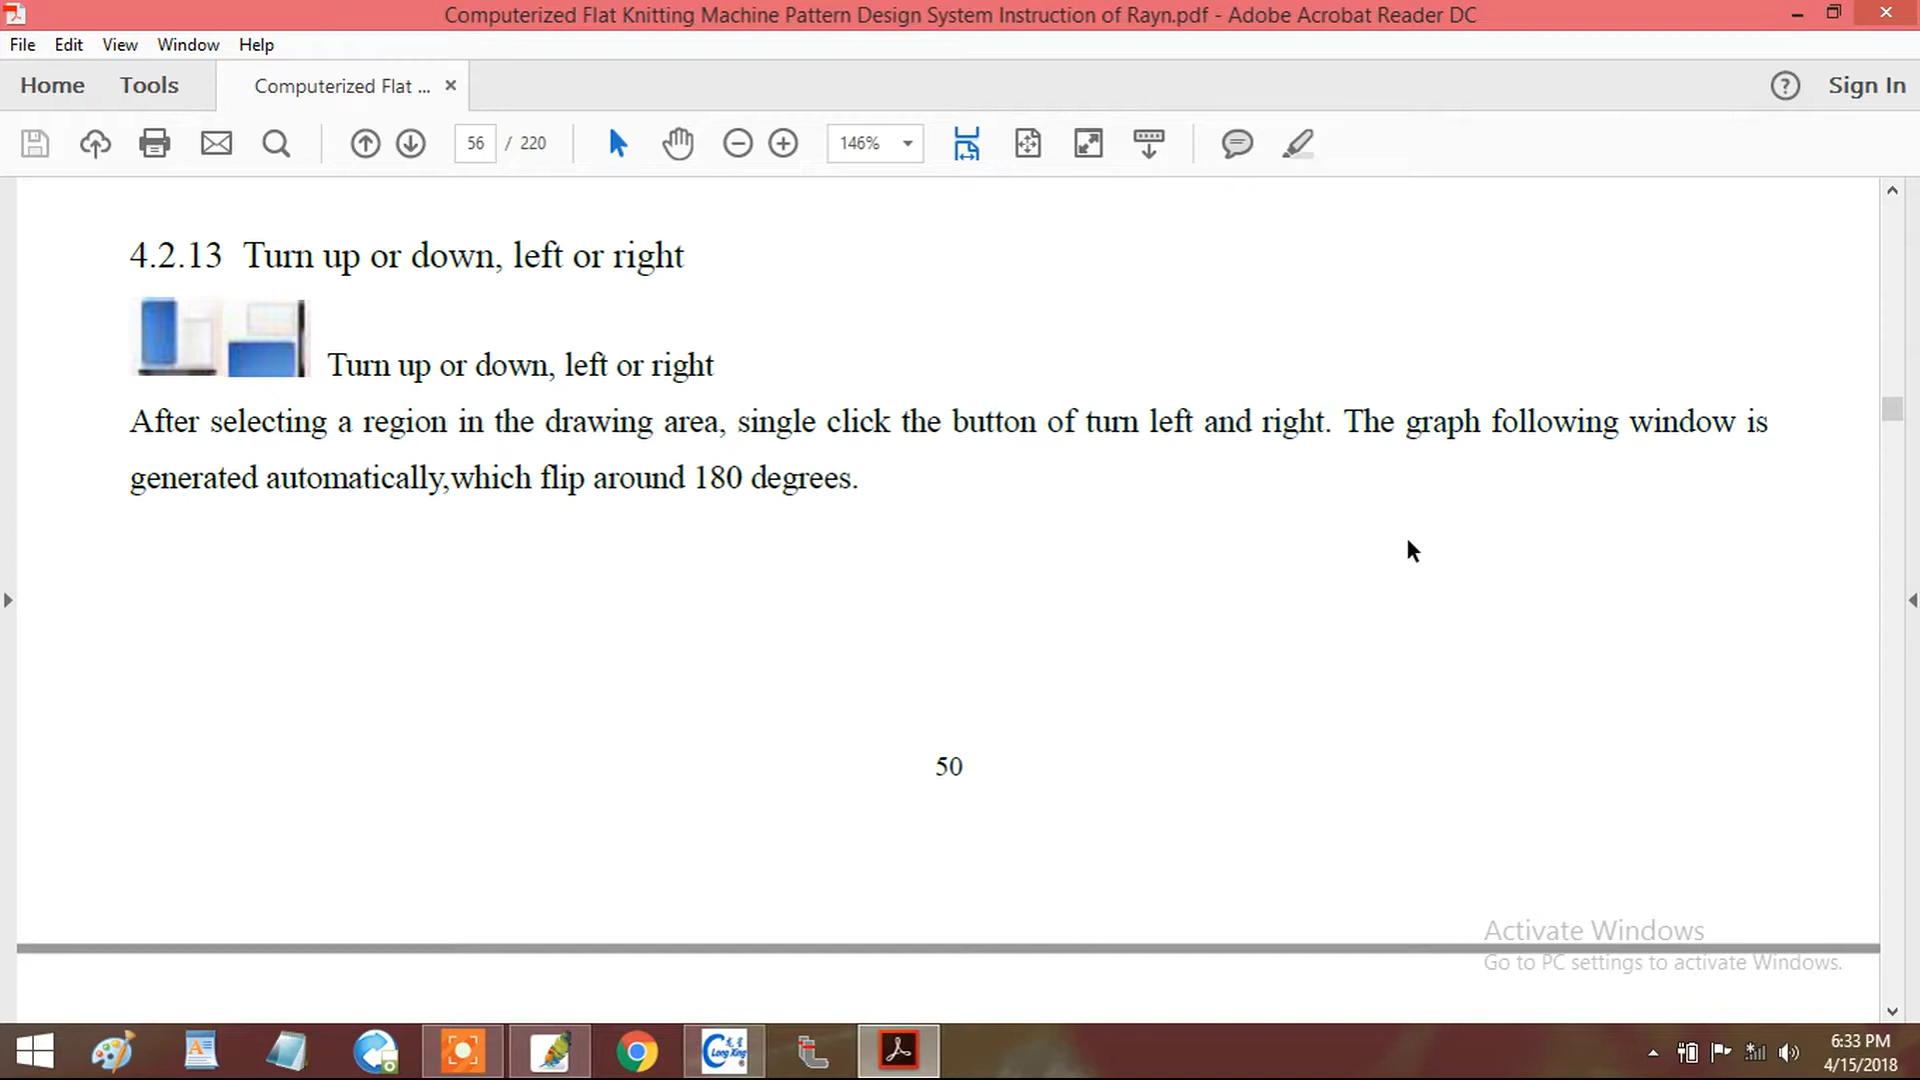 Computerized Flat Knitting Machine Pattern Design System Instruction of Rayn.pdf - Adobe Acrobat Reader DC
File Edit View Window Help
Home Tools Computerized Flat ... × Sign In
56 / 220 146%
4.2.13 Turn up or down, left or right
Turn up or down, left or right
After selecting a region in the drawing area, single click the button of turn left and right. The graph following window is
generated automatically,which flip around 180 degrees.
50
Activate Windows
Go to PC settings to activate Windows.
Long Xing
6:33 PM
4/15/2018